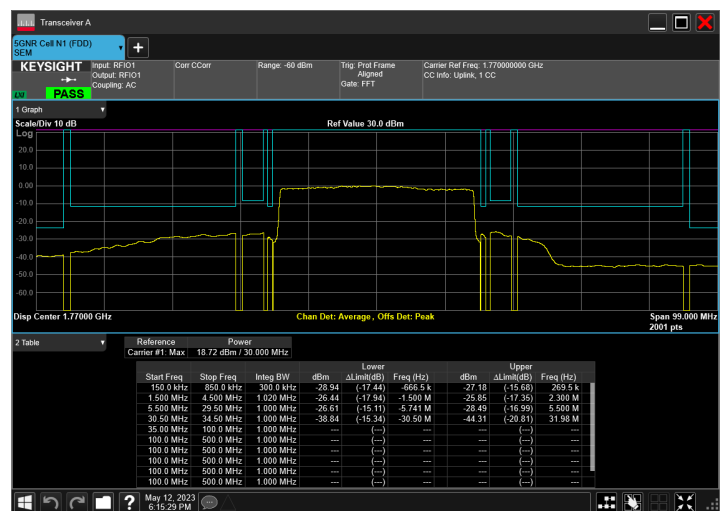 Transceiver A
5GNR Cell N1 (FDD)
SEM
KEYSIGHT Input: RFIO1 Corr CCorr Range: -60 dBm Trig: Prot Frame Carrier Ref Freq: 1.770000000 GHz
Output: RFIO1 Aligned CC Info: Uplink, 1 CC
Coupling: AC Gate: FFT
LXI PASS
1 Graph
Scale/Div 10 dB Ref Value 30.0 dBm
Log
20.0
10.0
0.00
-10.0
-20.0
-30.0
-40.0
-50.0
-60.0
Disp Center 1.77000 GHz Chan Det: Average , Offs Det: Peak Span 99.000 MHz
2001 pts
2 Table
Reference Power
Carrier #1: Max 18.72 dBm / 30.000 MHz
Lower Upper
Start Freq Stop Freq Integ BW dBm ΔLimit(dB) Freq (Hz) dBm ΔLimit(dB) Freq (Hz)
150.0 kHz 850.0 kHz 300.0 kHz -28.94 (-17.44) -666.5 k -27.18 (-15.68) 269.5 k
1.500 MHz 4.500 MHz 1.020 MHz -26.44 (-17.94) -1.500 M -25.85 (-17.35) 2.300 M
5.500 MHz 29.50 MHz 1.000 MHz -26.61 (-15.11) -5.741 M -28.49 (-16.99) 5.500 M
30.50 MHz 34.50 MHz 1.000 MHz -38.84 (-15.34) -30.50 M -44.31 (-20.81) 31.98 M
35.00 MHz 100.0 MHz 1.000 MHz --- (---) --- --- (---) ---
100.0 MHz 500.0 MHz 1.000 MHz --- (---) --- --- (---) ---
100.0 MHz 500.0 MHz 1.000 MHz --- (---) --- --- (---) ---
100.0 MHz 500.0 MHz 1.000 MHz --- (---) --- --- (---) ---
100.0 MHz 500.0 MHz 1.000 MHz --- (---) --- --- (---) ---
100.0 MHz 500.0 MHz 1.000 MHz --- (---) --- --- (---) ---
? May 12, 2023
6:15:29 PM